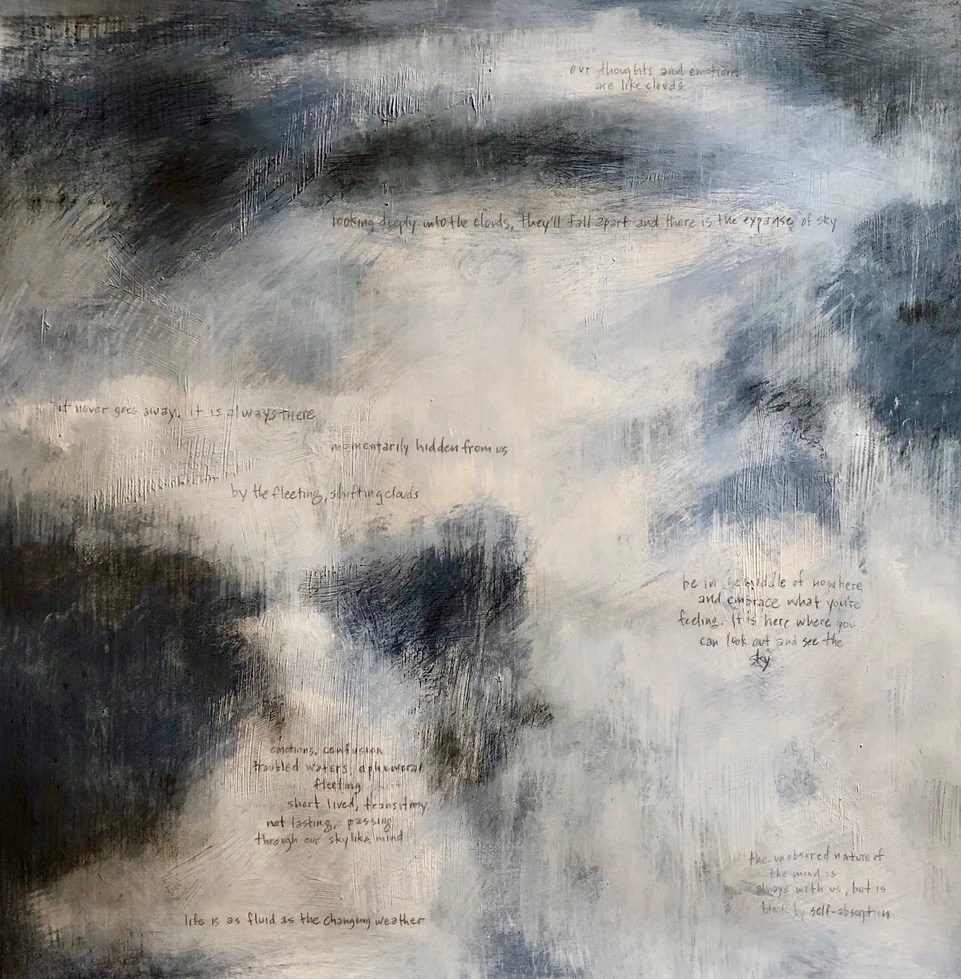 our thoughts and emotions
are like clouds
looking deeply into the clouds, they'll fall apart and there is the expanse of sky
it never goes away. it is always there
momentarily hidden from us
by the fleeting, shifting clouds
be in the middle of nowhere
and embrace what you're
feeling. It is here where you
can look out and see the
sky
emotions, confusion
troubled waters, ephemeral
fleeting
short lived, transitory
not lasting, passing
through our skylike mind
the unobsured nature of
the mind is
always with us, but is
by self-absorption
life is as fluid as the changing weather